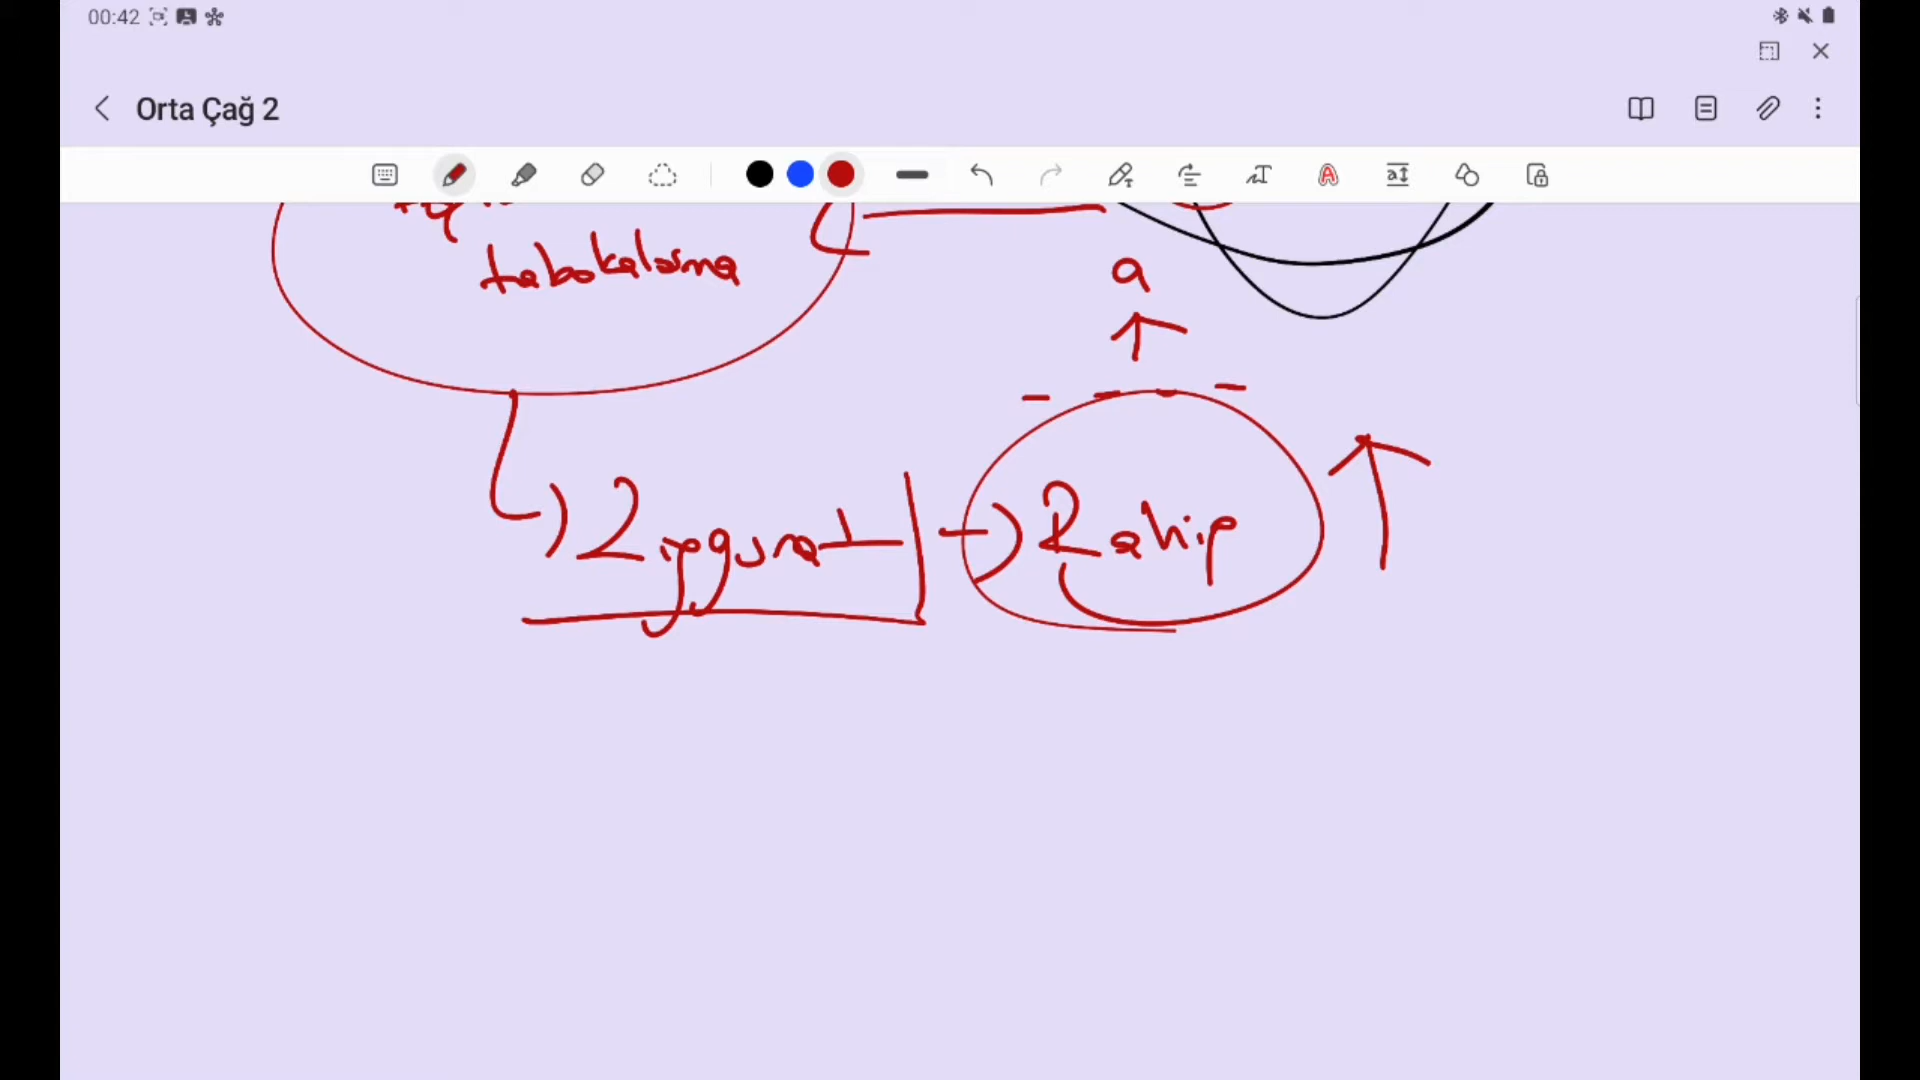 00:42
Orta Çağ 2
tabakalaşma
a
Ziggurat → Rahip